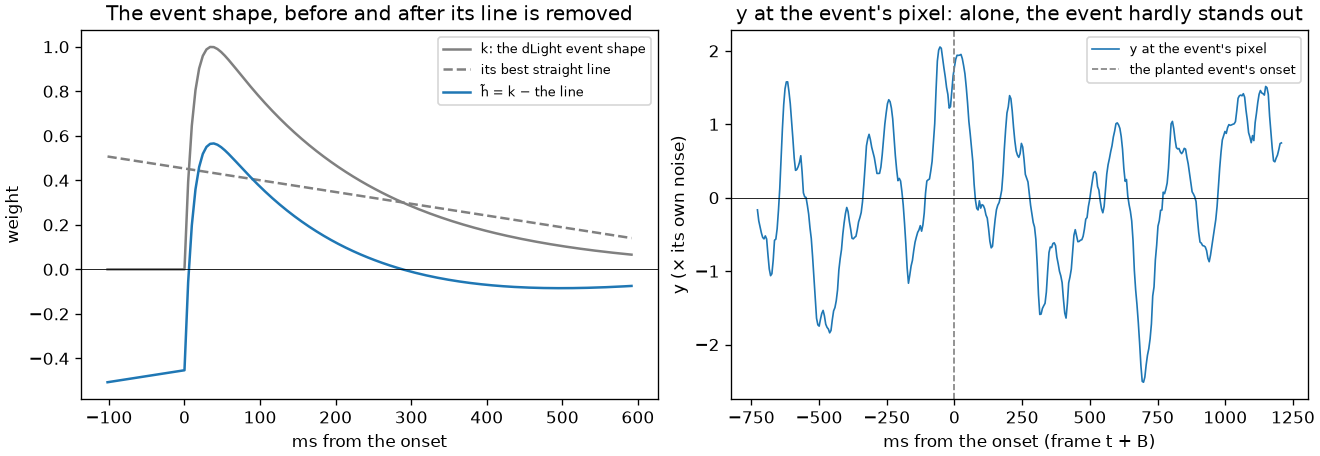 The event shape, before and after its line is removed
k: the dLight event shape
its best straight line
h̃ = k − the line
1.0
0.8
0.6
0.4
0.2
0.0
−0.2
−0.4
weight
−100
0
100
200
300
400
500
600
ms from the onset
y at the event's pixel: alone, the event hardly stands out
y at the event's pixel
the planted event's onset
2
1
0
−1
−2
y (× its own noise)
−750
−500
−250
0
250
500
750
1000
1250
ms from the onset (frame t + B)